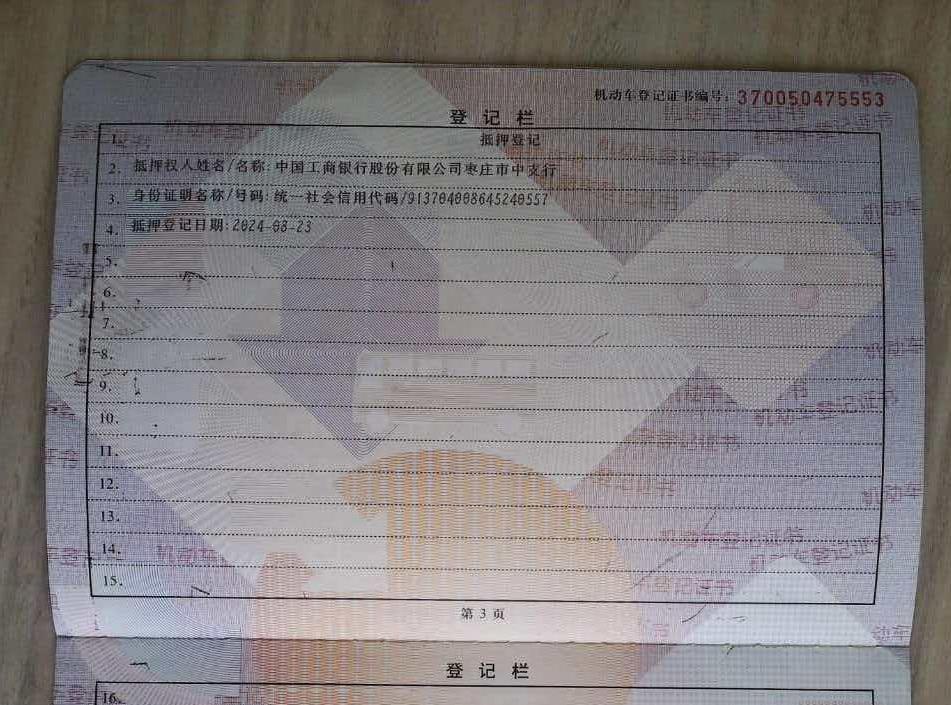 机动车登记证书编号：370050475553
登记栏
1. 抵押登记
2. 抵押权人姓名/名称:中国工商银行股份有限公司枣庄市中支行
3. 身份证明名称/号码:统一社会信用代码/913704008645240557
4. 抵押登记日期:2024-08-23
5.
6.
7.
8.
9.
10.
11.
12.
13.
14.
15.
第 3 页
登记栏
16.